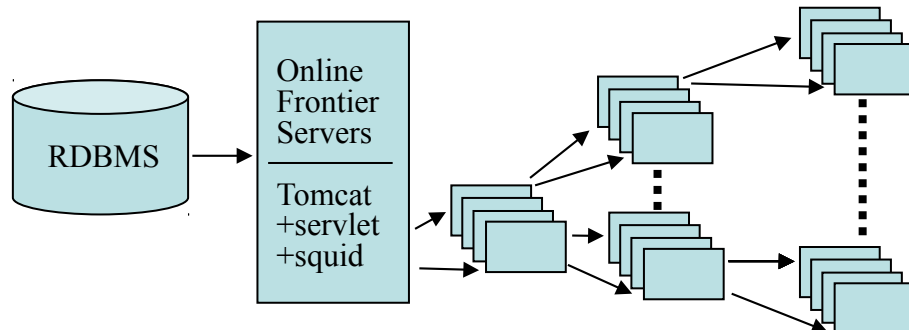 RDBMS
Online
Frontier
Servers
Tomcat
+servlet
+squid